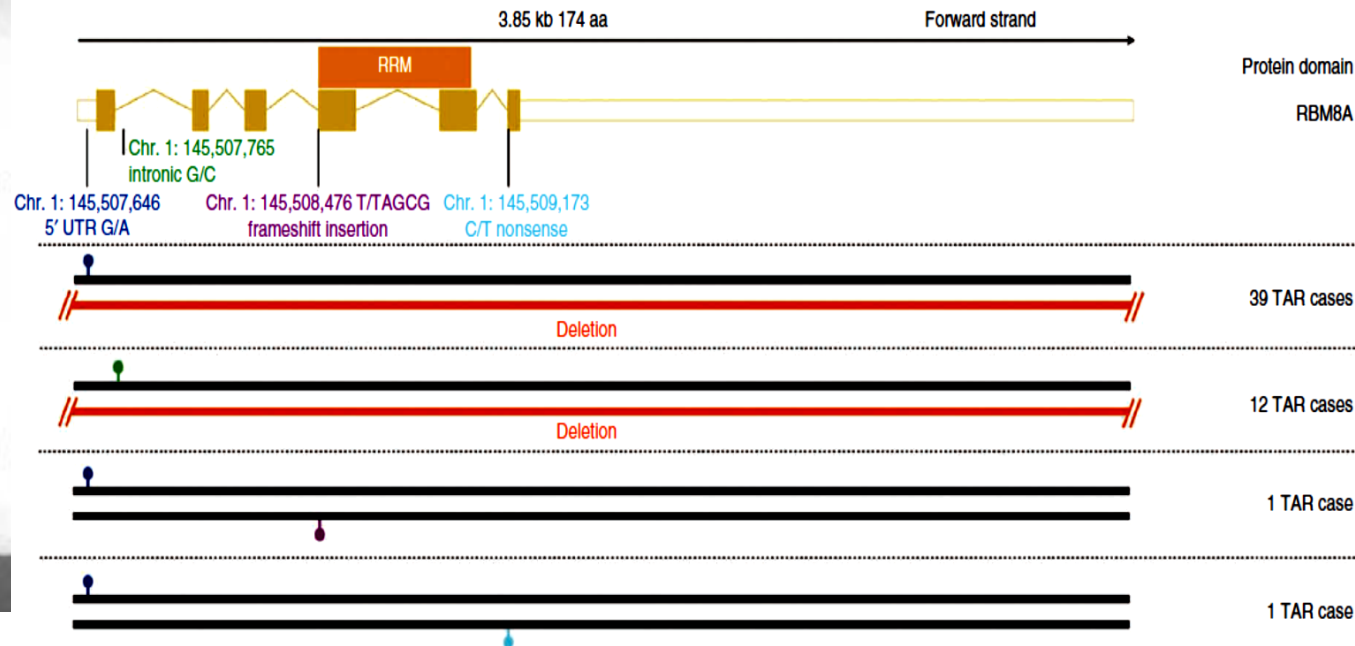 3.85 kb 174 aa
Forward strand
RRM
Protein domain
RBM8A
Chr. 1: 145,507,765
intronic G/C
Chr. 1: 145,507,646
5′ UTR G/A
Chr. 1: 145,508,476 T/TAGCG
frameshift insertion
Chr. 1: 145,509,173
C/T nonsense
39 TAR cases
Deletion
12 TAR cases
Deletion
1 TAR case
1 TAR case